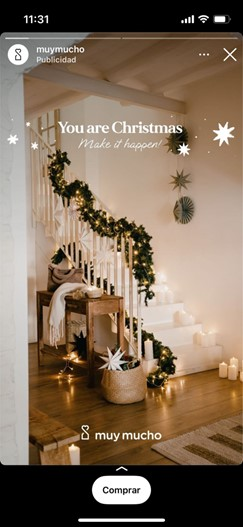 11:31
muymucho
Publicidad
You are Christmas
Make it happen!
muy mucho
Comprar